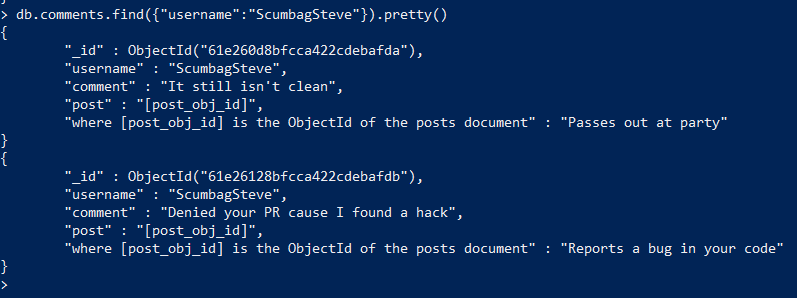 > db.comments.find({"username":"ScumbagSteve"}).pretty()
{
        "_id" : ObjectId("61e260d8bfcca422cdebafda"),
        "username" : "ScumbagSteve",
        "comment" : "It still isn't clean",
        "post" : "[post_obj_id]",
        "where [post_obj_id] is the ObjectId of the posts document" : "Passes out at party"
}
{
        "_id" : ObjectId("61e26128bfcca422cdebafdb"),
        "username" : "ScumbagSteve",
        "comment" : "Denied your PR cause I found a hack",
        "post" : "[post_obj_id]",
        "where [post_obj_id] is the ObjectId of the posts document" : "Reports a bug in your code"
}
>